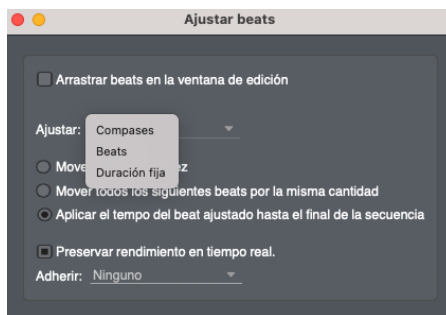 Ajustar beats
Arrastrar beats en la ventana de edición
Ajustar:
Compases
Beats
Duración fija
Mover todos los siguientes beats por la misma cantidad
Aplicar el tempo del beat ajustado hasta el final de la secuencia
Preservar rendimiento en tiempo real.
Adherir: Ninguno